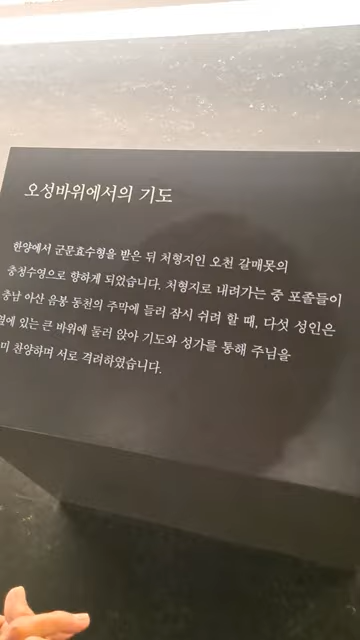 오성바위에서의 기도
한양에서 군문효수형을 받은 뒤 처형지인 오천 갈매못의
충청수영으로 향하게 되었습니다. 처형지로 내려가는 중 포졸들이
충남 아산 음봉 동천의 주막에 들러 잠시 쉬려 할 때, 다섯 성인은
옆에 있는 큰 바위에 둘러 앉아 기도와 성가를 통해 주님을
찬양하며 서로 격려하였습니다.